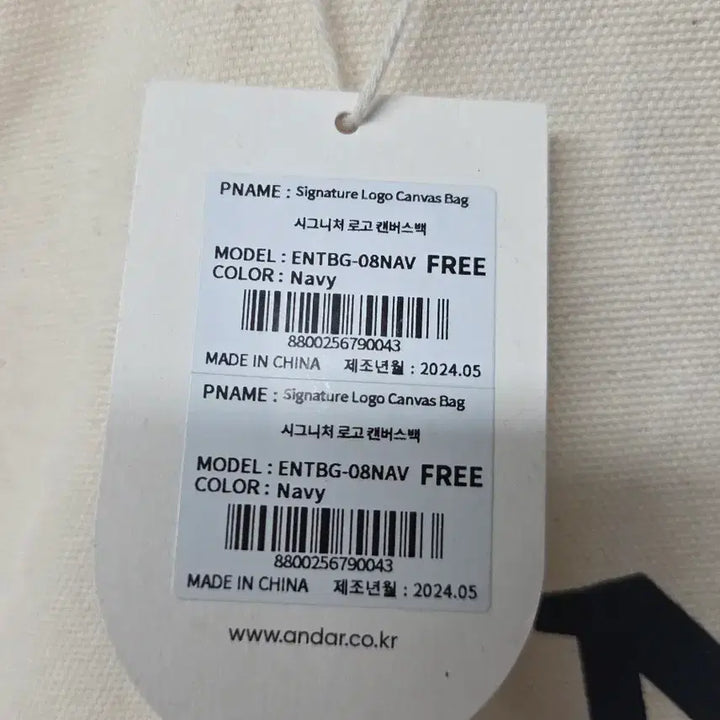 PNAME : Signature Logo Canvas Bag
시그니처 로고 캔버스백
MODEL : ENTBG-08NAV FREE
COLOR : Navy
8800256790043
MADE IN CHINA 제조년월 : 2024.05
PNAME : Signature Logo Canvas Bag
시그니처 로고 캔버스백
MODEL : ENTBG-08NAV FREE
COLOR : Navy
8800256790043
MADE IN CHINA 제조년월 : 2024.05
www.andar.co.kr